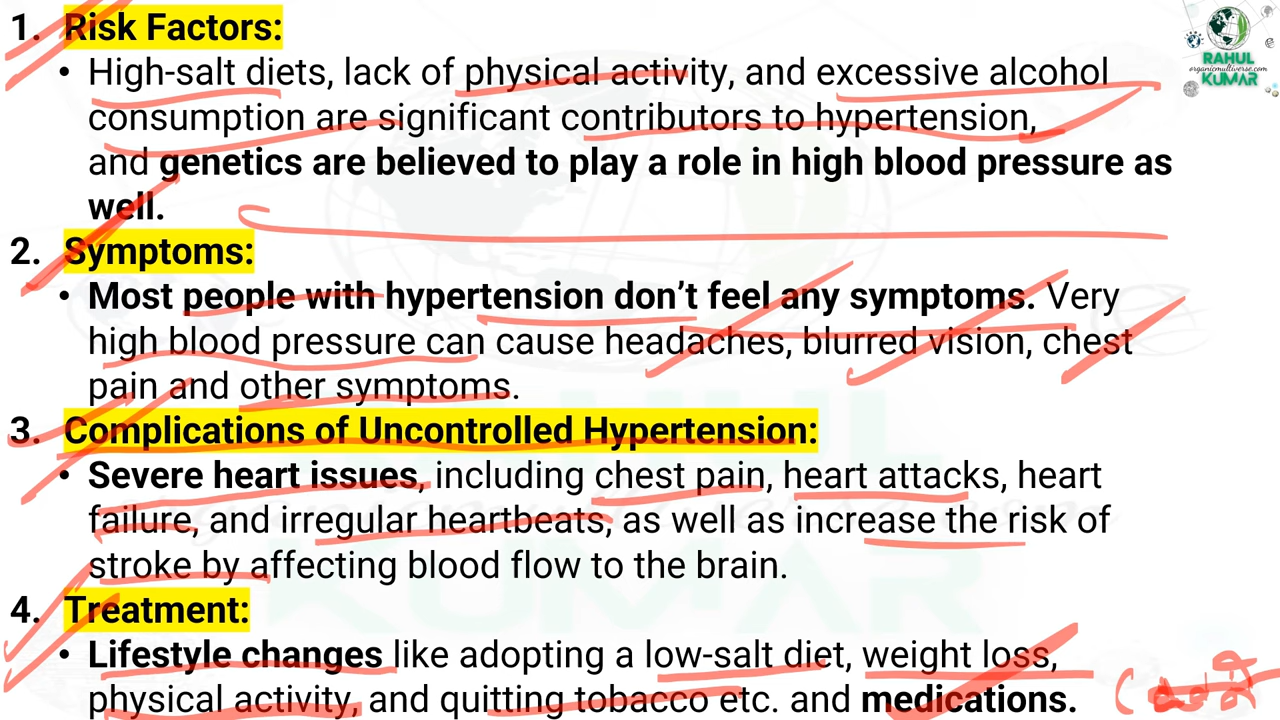 1. Risk Factors:
• High-salt diets, lack of physical activity, and excessive alcohol
consumption are significant contributors to hypertension,
and genetics are believed to play a role in high blood pressure as
well.
2. Symptoms:
• Most people with hypertension don’t feel any symptoms. Very
high blood pressure can cause headaches, blurred vision, chest
pain and other symptoms.
3. Complications of Uncontrolled Hypertension:
• Severe heart issues, including chest pain, heart attacks, heart
failure, and irregular heartbeats, as well as increase the risk of
stroke by affecting blood flow to the brain.
4. Treatment:
• Lifestyle changes like adopting a low-salt diet, weight loss,
physical activity, and quitting tobacco etc. and medications.
RAHUL
organicmultiverse.com
KUMAR